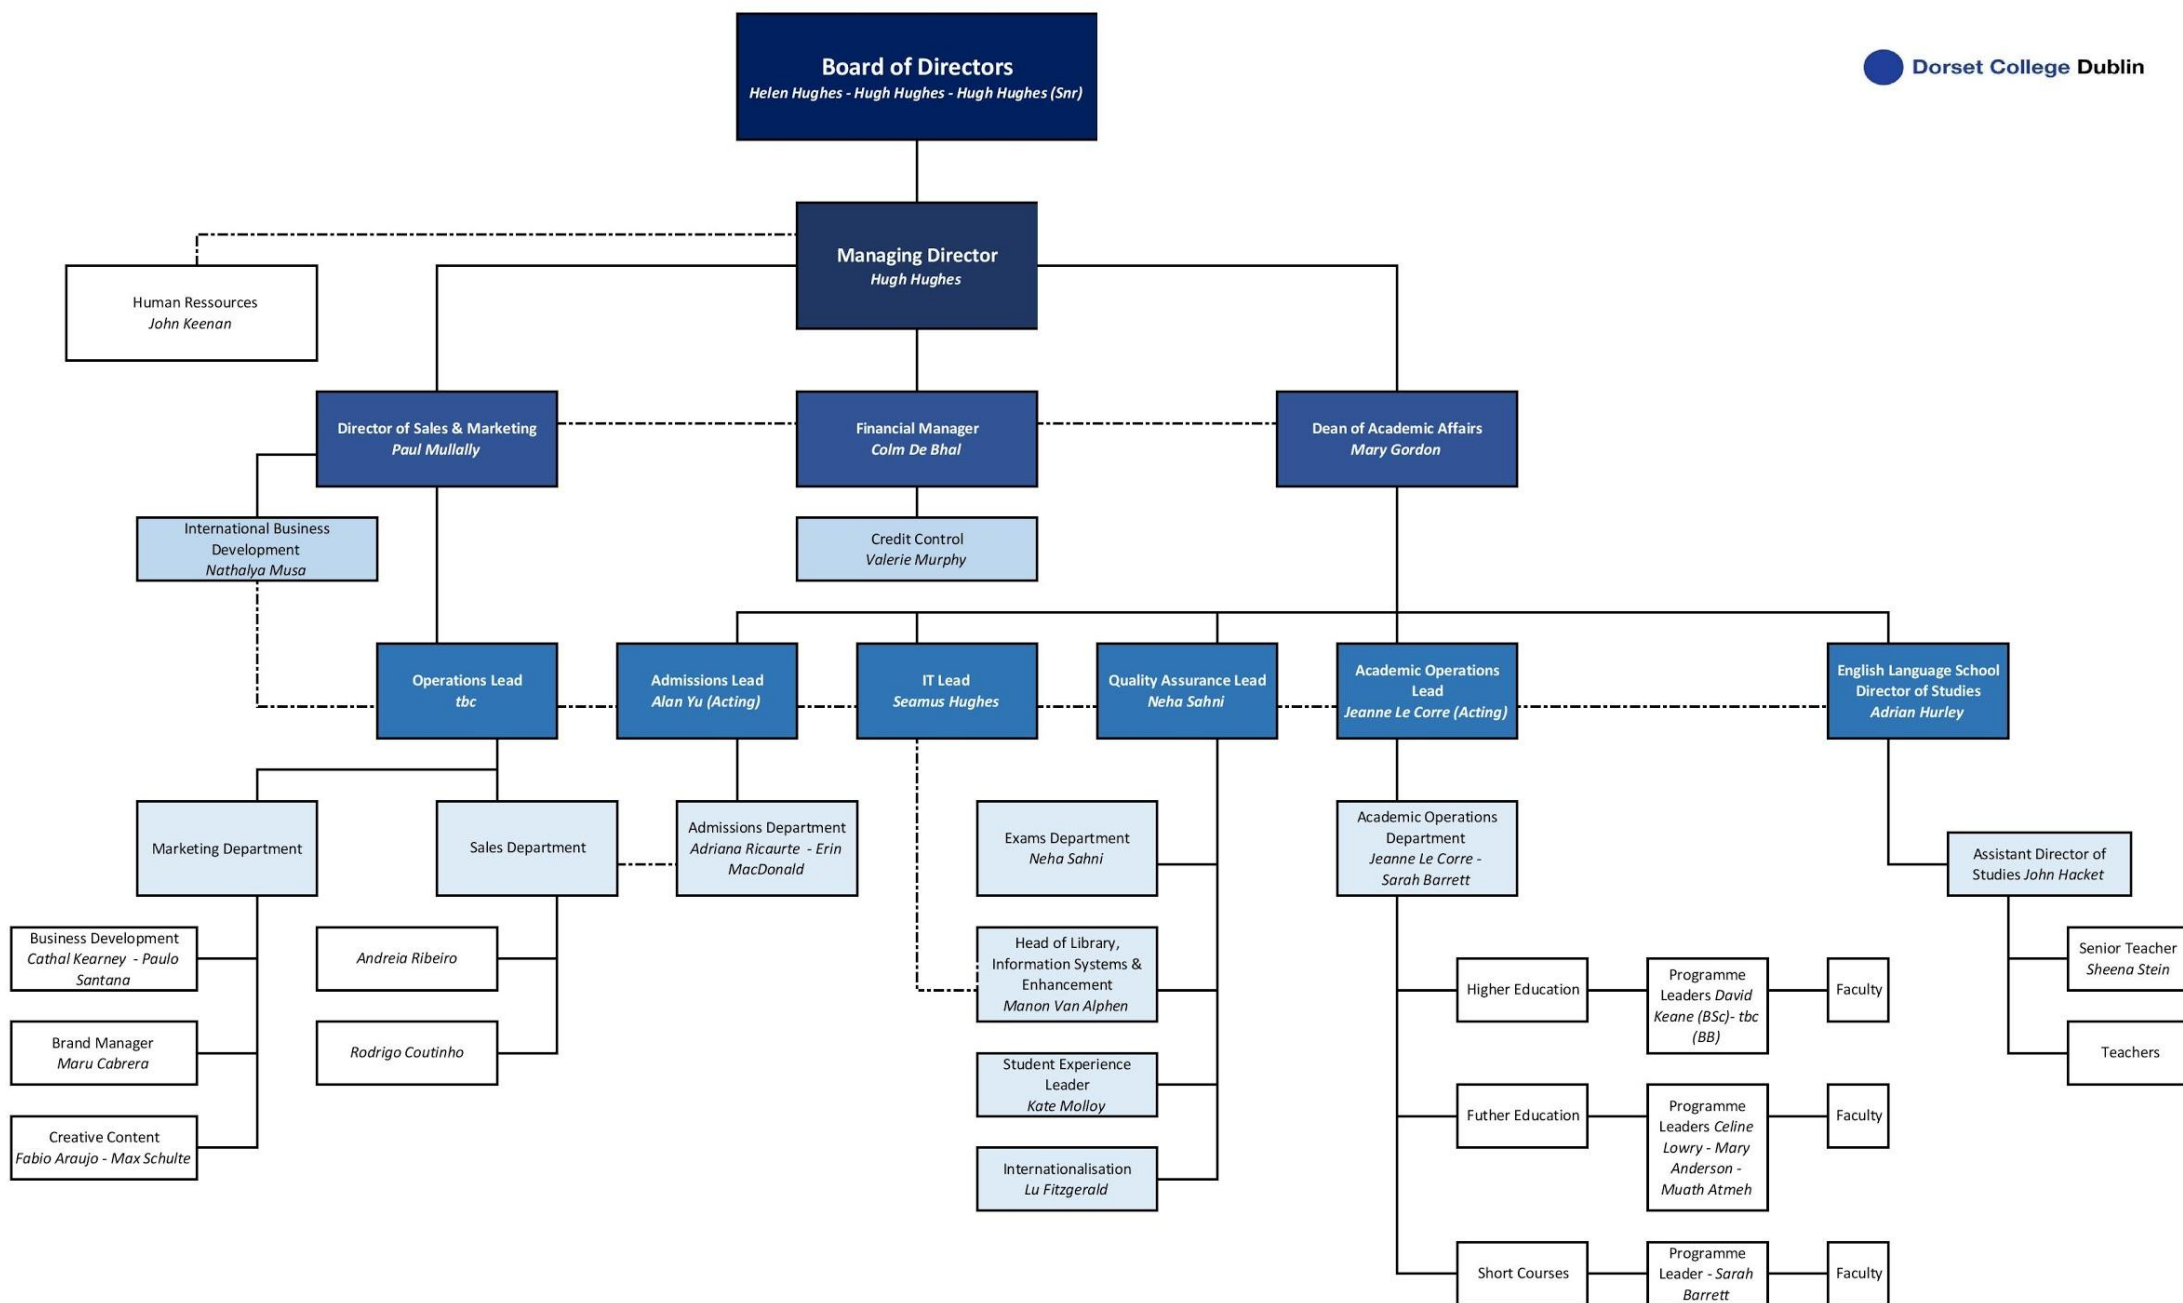 Board of Directors
Helen Hughes - Hugh Hughes - Hugh Hughes (Snr)
Dorset College Dublin
Managing Director
Hugh Hughes
Human Ressources
John Keenan
Director of Sales & Marketing
Paul Mullally
Financial Manager
Colm De Bhal
Dean of Academic Affairs
Mary Gordon
International Business
Development
Nathalya Musa
Credit Control
Valerie Murphy
Operations Lead
tbc
Admissions Lead
Alan Yu (Acting)
IT Lead
Seamus Hughes
Quality Assurance Lead
Neha Sahni
Academic Operations
Lead
Jeanne Le Corre (Acting)
English Language School
Director of Studies
Adrian Hurley
Marketing Department
Sales Department
Admissions Department
Adriana Ricaurte - Erin
MacDonald
Exams Department
Neha Sahni
Academic Operations
Department
Jeanne Le Corre -
Sarah Barrett
Assistant Director of
Studies John Hacket
Business Development
Cathal Kearney - Paulo
Santana
Andreia Ribeiro
Head of Library,
Information Systems &
Enhancement
Manon Van Alphen
Higher Education
Programme
Leaders David
Keane (BSc)- tbc
(BB)
Faculty
Senior Teacher
Sheena Stein
Brand Manager
Maru Cabrera
Rodrigo Coutinho
Student Experience
Leader
Kate Molloy
Teachers
Futher Education
Programme
Leaders Celine
Lowry - Mary
Anderson -
Muath Atmeh
Faculty
Creative Content
Fabio Araujo - Max Schulte
Internationalisation
Lu Fitzgerald
Short Courses
Programme
Leader - Sarah
Barrett
Faculty